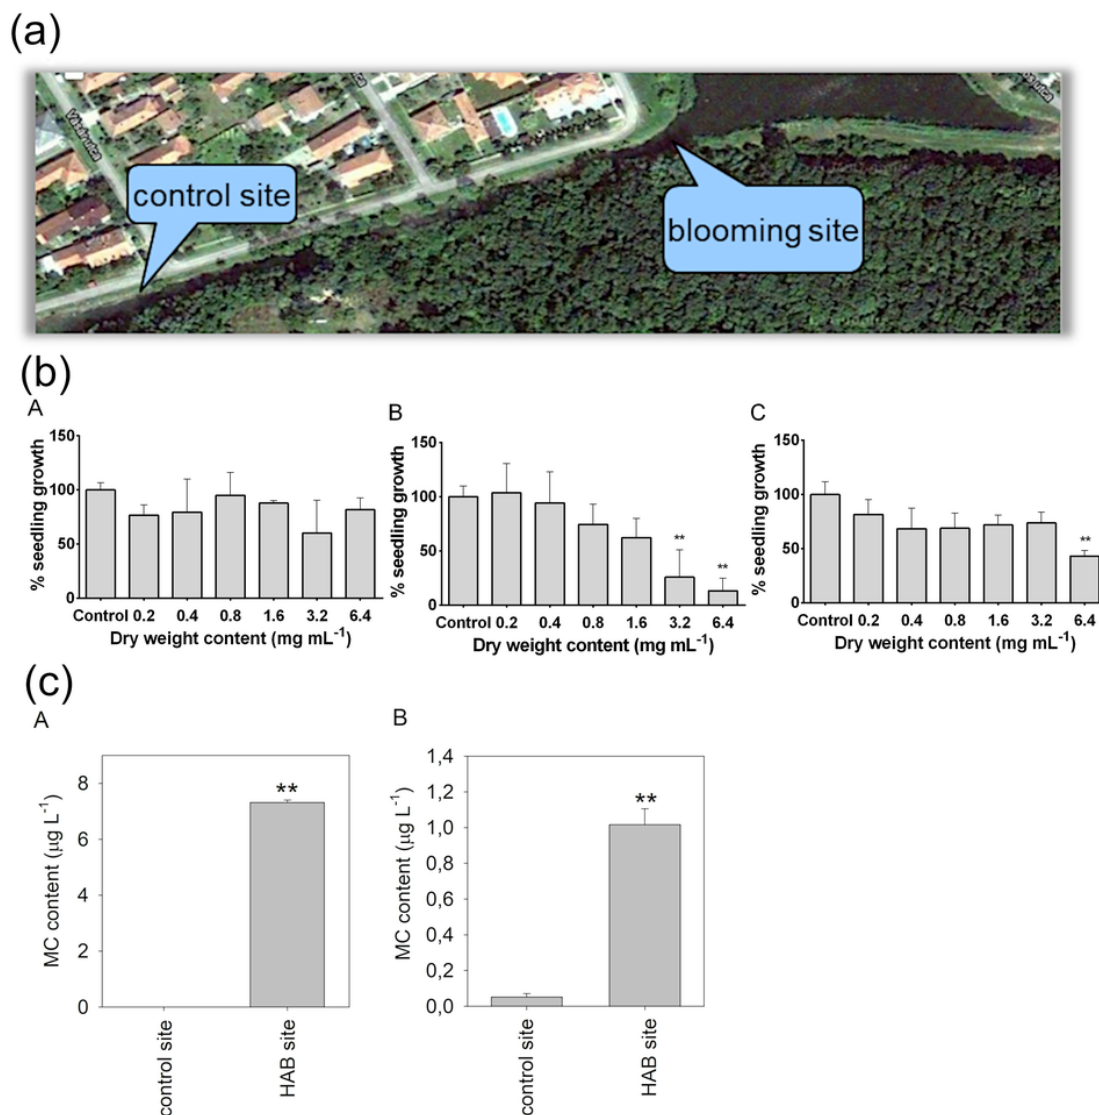 (a)
control site
blooming site
(b)
A
% seedling growth
150
100
50
0
Control 0.2 0.4 0.8 1.6 3.2 6.4
Dry weight content (mg mL⁻¹)
B
% seedling growth
150
100
50
0
** **
Control 0.2 0.4 0.8 1.6 3.2 6.4
Dry weight content (mg mL⁻¹)
C
% seedling growth
150
100
50
0
**
Control 0.2 0.4 0.8 1.6 3.2 6.4
Dry weight content (mg mL⁻¹)
(c)
A
MC content (µg L⁻¹)
8
6
4
2
0
**
control site
HAB site
B
MC content (µg L⁻¹)
1,4
1,2
1,0
0,8
0,6
0,4
0,2
0,0
**
control site
HAB site